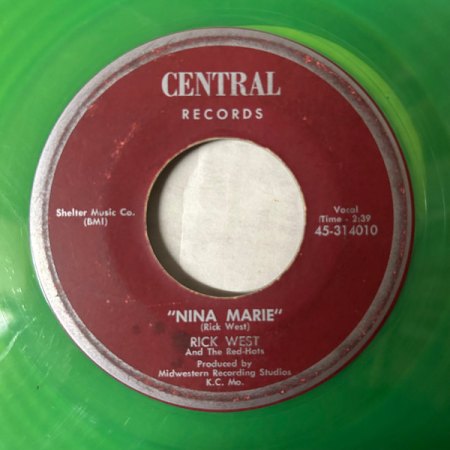 CENTRAL
RECORDS
Shelter Music Co.
(BMI)
Vocal
Time - 2:39
45-314010
"NINA MARIE"
(Rick West)
RICK WEST
And The Red-Hots
Produced by
Midwestern Recording Studios
K.C. Mo.